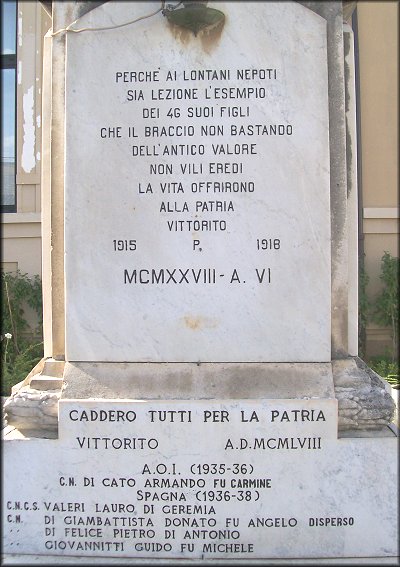 PERCHÈ AI LONTANI NEPOTI
SIA LEZIONE L'ESEMPIO
DEI 46 SUOI FIGLI
CHE IL BRACCIO NON BASTANDO
DELL'ANTICO VALORE
NON VILI EREDI
LA VITA OFFRIRONO
ALLA PATRIA
VITTORITO
1915 P. 1918
MCMXXVIII - A. VI
CADDERO TUTTI PER LA PATRIA
VITTORITO A.D.MCMLVIII
A.O.I. (1935-36)
C.N. DI CATO ARMANDO FU CARMINE
SPAGNA (1936-38)
C.N.C.S. VALERI LAURO DI GEREMIA
C.N. DI GIAMBATTISTA DONATO FU ANGELO DISPERSO
,, DI FELICE PIETRO DI ANTONIO
,, GIOVANNITTI GUIDO FU MICHELE